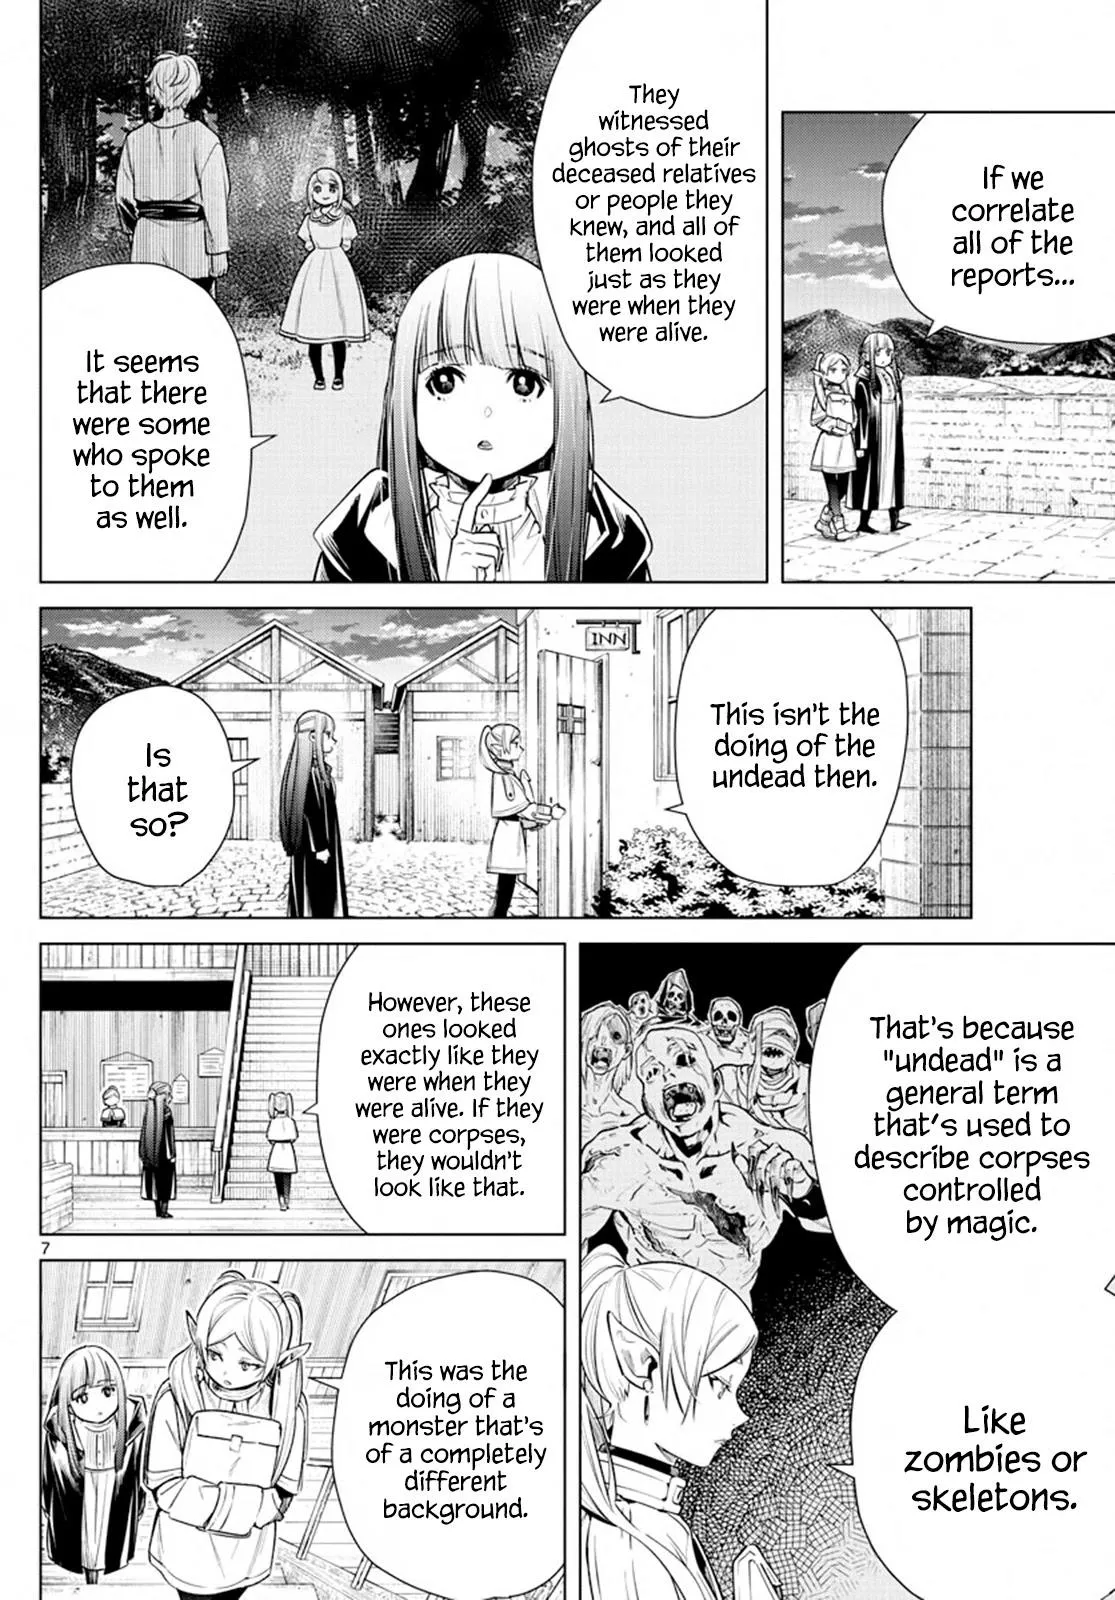 If we
correlate
all of the
reports...
They
witnessed
ghosts of their
deceased relatives
or people they
knew, and all of
them looked
just as they
were when they
were alive.
It seems
that there
were some
who spoke
to them
as well.
INN
This isn't the
doing of the
undead then.
Is
that
so?
That's because
"undead" is a
general term
that's used to
describe corpses
controlled
by magic.
Like
zombies or
skeletons.
However, these
ones looked
exactly like they
were when they
were alive. If they
were corpses,
they wouldn't
look like that.
7
This was the
doing of a
monster that's
of a completely
different
background.